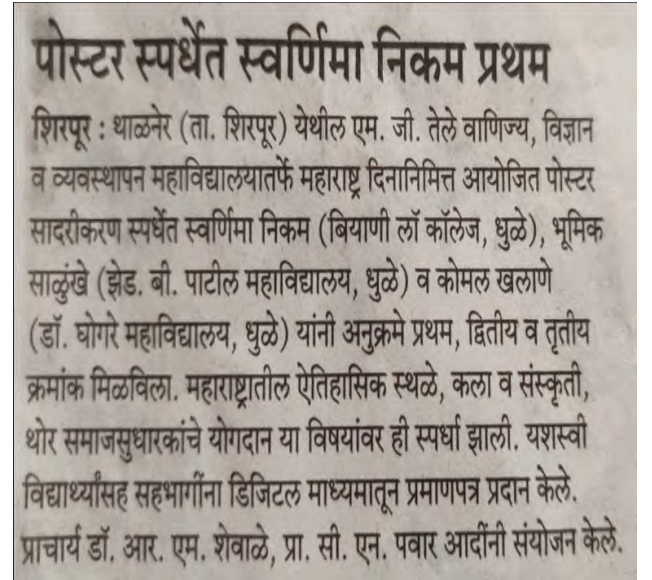 पोस्टर स्पर्धेत स्वर्णिमा निकम प्रथम
शिरपूर : थाळनेर (ता. शिरपूर) येथील एम. जी. तेले वाणिज्य, विज्ञान
व व्यवस्थापन महाविद्यालयातर्फे महाराष्ट्र दिनानिमित्त आयोजित पोस्टर
सादरीकरण स्पर्धेत स्वर्णिमा निकम (बियाणी लॉ कॉलेज, धुळे), भूमिक
साळुंखे (झेड. बी. पाटील महाविद्यालय, धुळे) व कोमल खलाणे
(डॉ. घोगरे महाविद्यालय, धुळे) यांनी अनुक्रमे प्रथम, द्वितीय व तृतीय
क्रमांक मिळविला. महाराष्ट्रातील ऐतिहासिक स्थळे, कला व संस्कृती,
थोर समाजसुधारकांचे योगदान या विषयांवर ही स्पर्धा झाली. यशस्वी
विद्यार्थ्यांसह सहभागींना डिजिटल माध्यमातून प्रमाणपत्र प्रदान केले.
प्राचार्य डॉ. आर. एम. शेवाळे, प्रा. सी. एन. पवार आदींनी संयोजन केले.